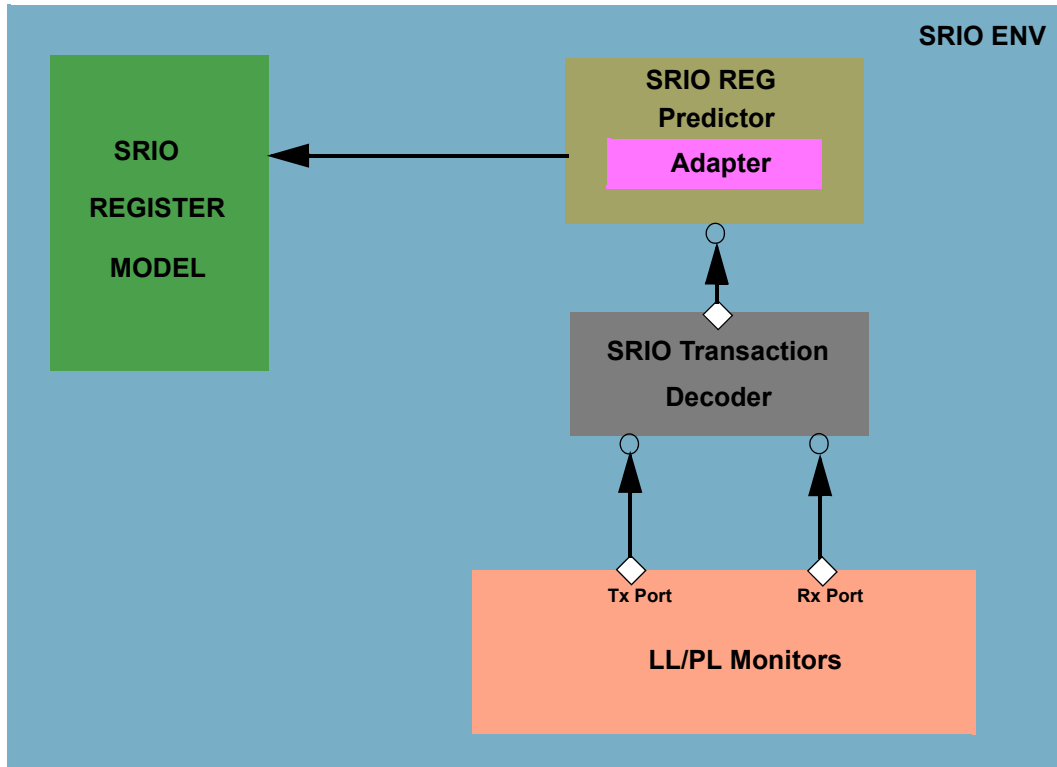 SRIO ENV
SRIO
REGISTER
MODEL
SRIO REG
Predictor
Adapter
SRIO Transaction
Decoder
Tx Port
Rx Port
LL/PL Monitors